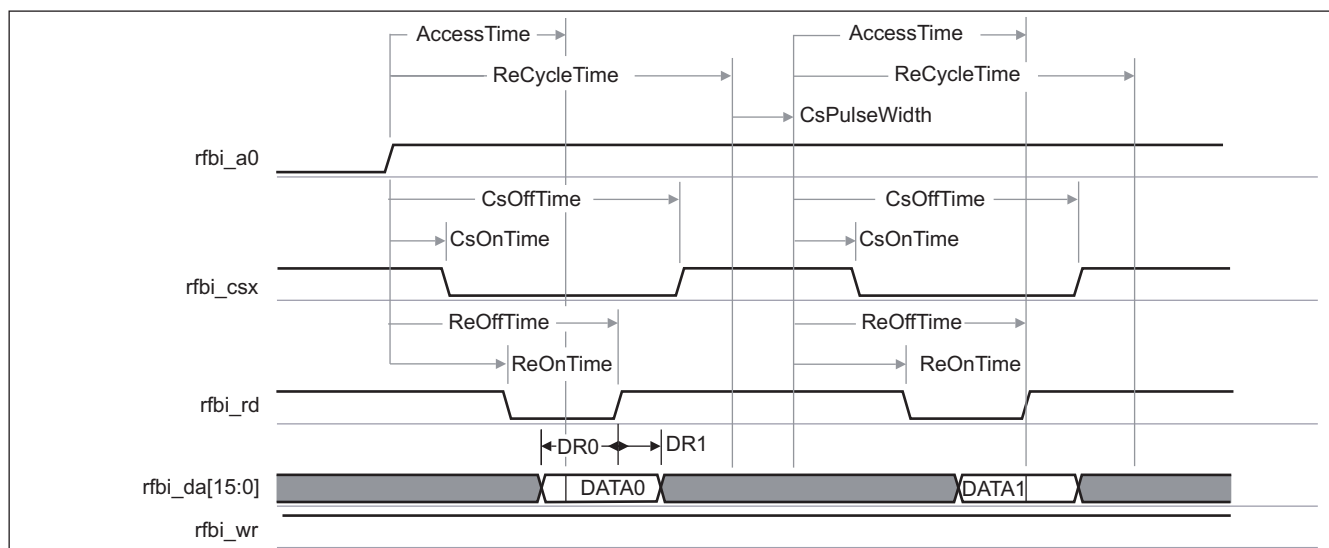 AccessTime AccessTime
ReCycleTime ReCycleTime
CsPulseWidth
rfbi_a0
CsOffTime CsOffTime
CsOnTime CsOnTime
rfbi_csx
ReOffTime ReOffTime
ReOnTime ReOnTime
rfbi_rd
DR0 DR1
rfbi_da[15:0] DATA0 DATA1
rfbi_wr